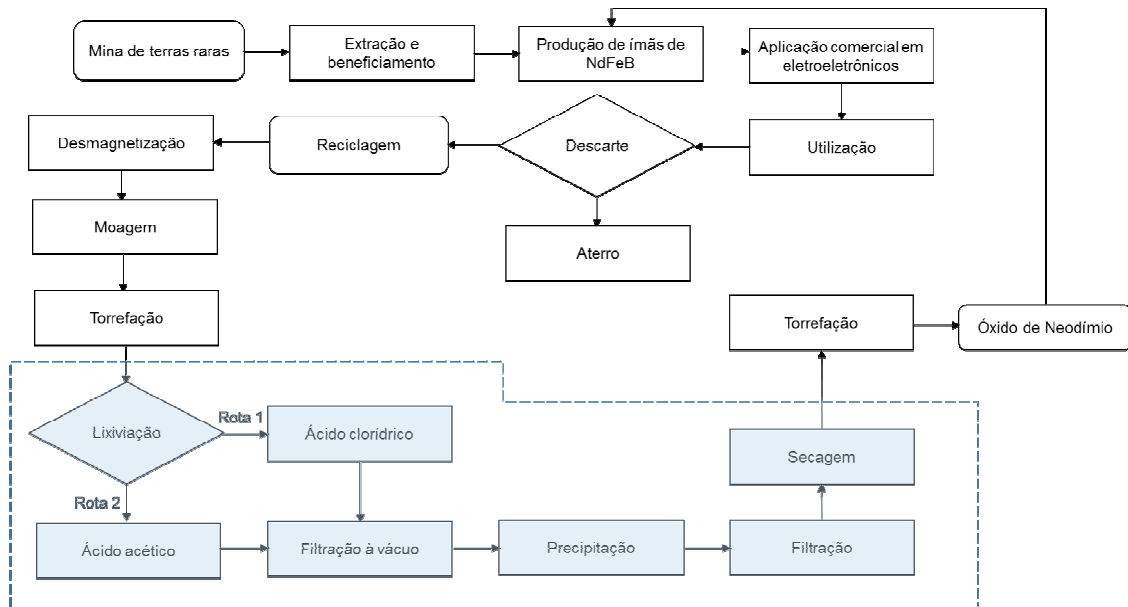 Mina de terras raras
Extração e
beneficiamento
Produção de ímãs de
NdFeB
Aplicação comercial em
eletroeletrônicos
Desmagnetização
Reciclagem
Descarte
Utilização
Moagem
Aterro
Torrefação
Torrefação
Óxido de Neodímio
Lixiviação
Rota 1
Ácido clorídrico
Secagem
Rota 2
Ácido acético
Filtração à vácuo
Precipitação
Filtração